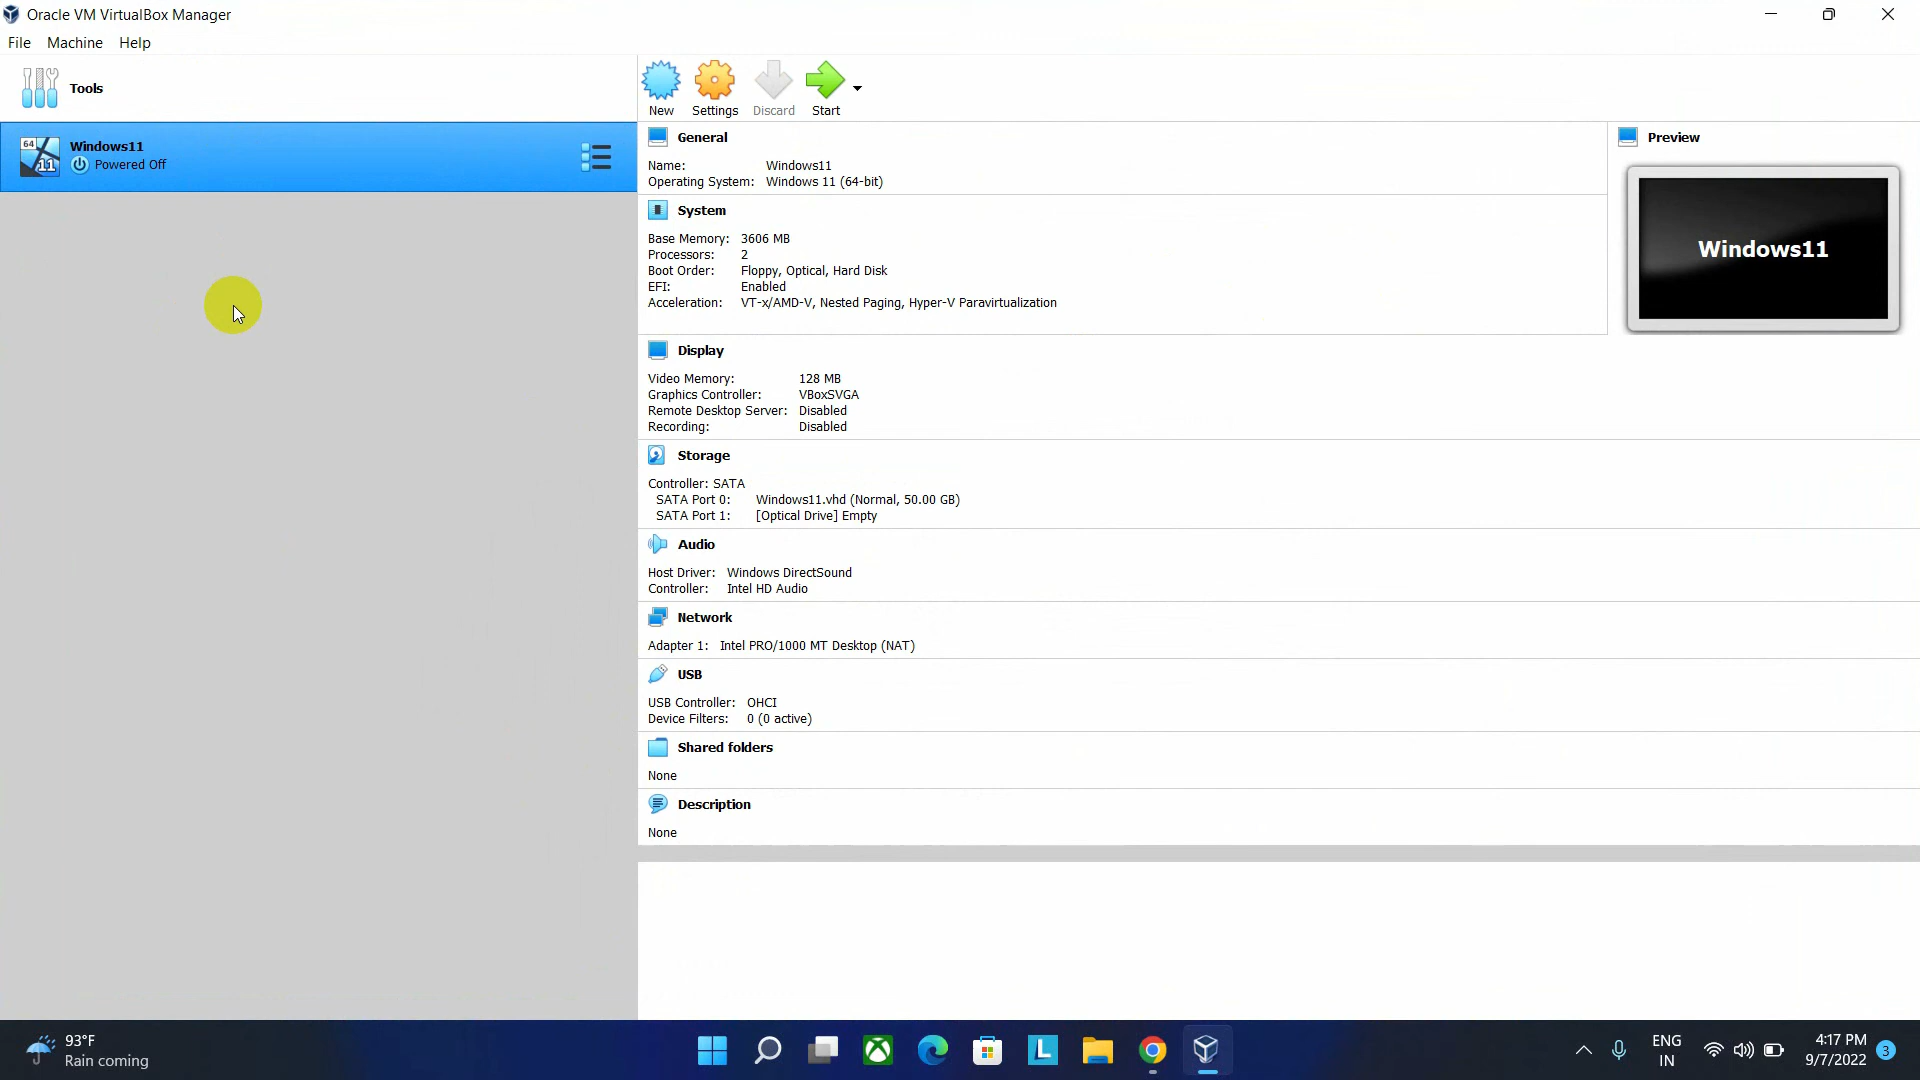 Oracle VM VirtualBox Manager
File Machine Help
Tools
64
11
Windows11
Powered Off
New Settings Discard Start
General
Name: Windows11
Operating System: Windows 11 (64-bit)
Preview
Windows11
System
Base Memory: 3606 MB
Processors: 2
Boot Order: Floppy, Optical, Hard Disk
EFI: Enabled
Acceleration: VT-x/AMD-V, Nested Paging, Hyper-V Paravirtualization
Display
Video Memory: 128 MB
Graphics Controller: VBoxSVGA
Remote Desktop Server: Disabled
Recording: Disabled
Storage
Controller: SATA
SATA Port 0: Windows11.vhd (Normal, 50.00 GB)
SATA Port 1: [Optical Drive] Empty
Audio
Host Driver: Windows DirectSound
Controller: Intel HD Audio
Network
Adapter 1: Intel PRO/1000 MT Desktop (NAT)
USB
USB Controller: OHCI
Device Filters: 0 (0 active)
Shared folders
None
Description
None
93°F
Rain coming
L
ENG
IN
4:17 PM
9/7/2022
3